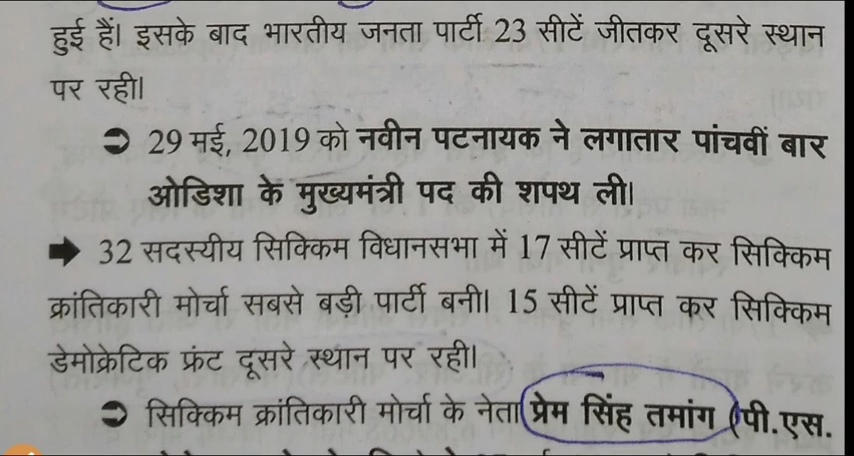 हुई हैं। इसके बाद भारतीय जनता पार्टी 23 सीटें जीतकर दूसरे स्थान
पर रही।
➲ 29 मई, 2019 को नवीन पटनायक ने लगातार पांचवीं बार
ओडिशा के मुख्यमंत्री पद की शपथ ली।
➡ 32 सदस्यीय सिक्किम विधानसभा में 17 सीटें प्राप्त कर सिक्किम
क्रांतिकारी मोर्चा सबसे बड़ी पार्टी बनी। 15 सीटें प्राप्त कर सिक्किम
डेमोक्रेटिक फ्रंट दूसरे स्थान पर रही।
➲ सिक्किम क्रांतिकारी मोर्चा के नेता प्रेम सिंह तमांग (पी.एस.